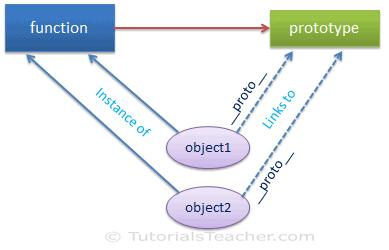 function
prototype
Instance of
__proto__
Links to
__proto__
object1
object2
© TutorialsTeacher.com